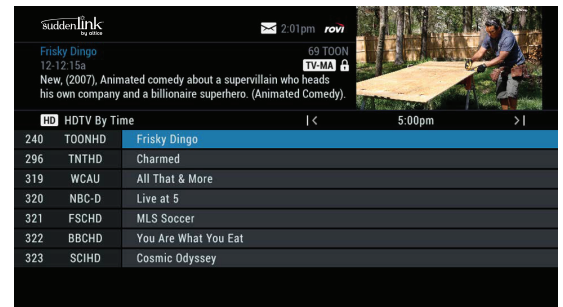 suddenlink
by altice
2:01pm rovi
Frisky Dingo 69 TOON
12-12:15a TV-MA
New, (2007), Animated comedy about a supervillain who heads
his own company and a billionaire superhero. (Animated Comedy).
HD HDTV By Time 5:00pm
240 TOONHD Frisky Dingo
296 TNTHD Charmed
319 WCAU All That & More
320 NBC-D Live at 5
321 FSCHD MLS Soccer
322 BBCHD You Are What You Eat
323 SCIHD Cosmic Odyssey